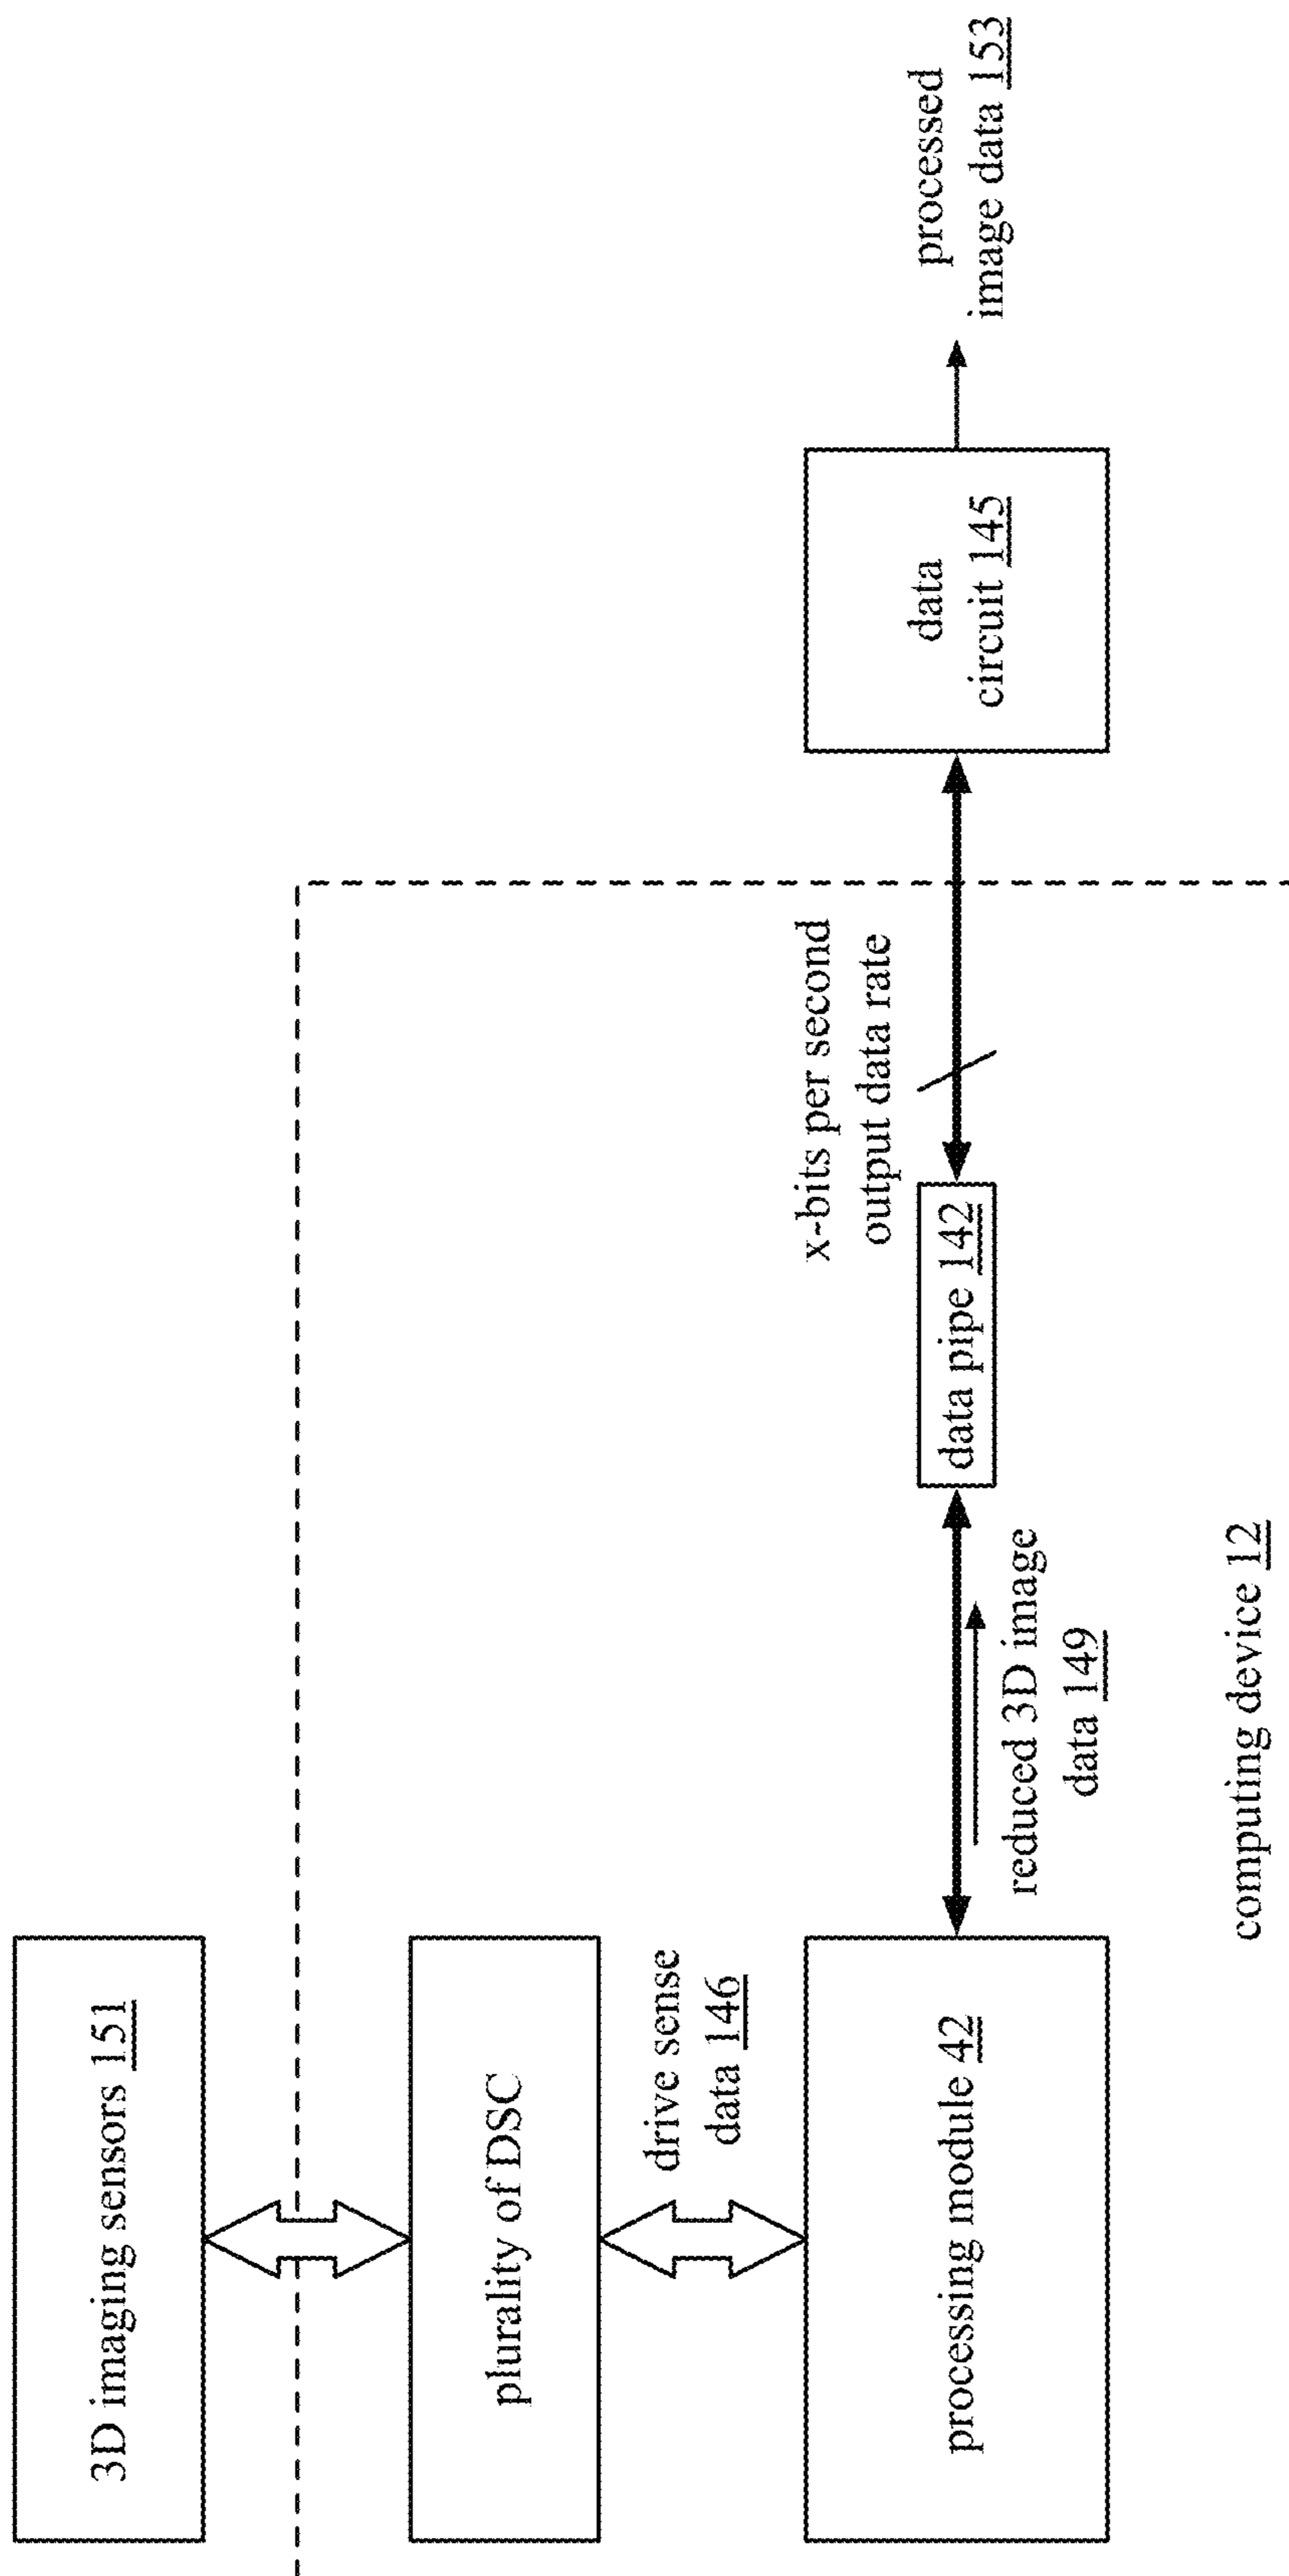 3D imaging sensors 151
plurality of DSC
drive sense
data 146
processing module 42
reduced 3D image
data 149
data pipe 142
x-bits per second
output data rate
data
circuit 145
processed
image data 153
computing device 12